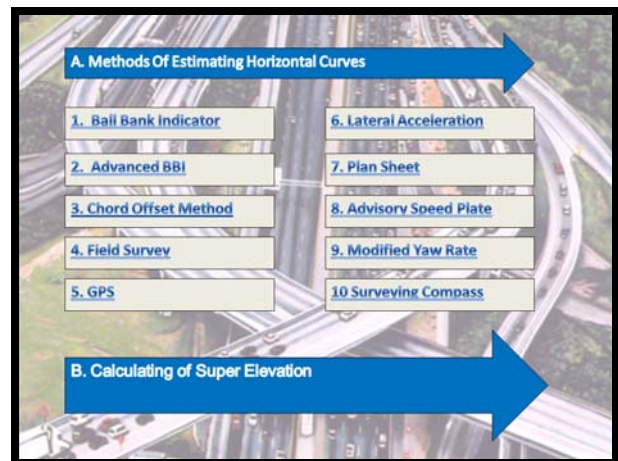 A. Methods Of Estimating Horizontal Curves
1. Ball Bank Indicator
2. Advanced BBI
3. Chord Offset Method
4. Field Survey
5. GPS
6. Lateral Acceleration
7. Plan Sheet
8. Advisory Speed Plate
9. Modified Yaw Rate
10 Surveying Compass
B. Calculating of Super Elevation